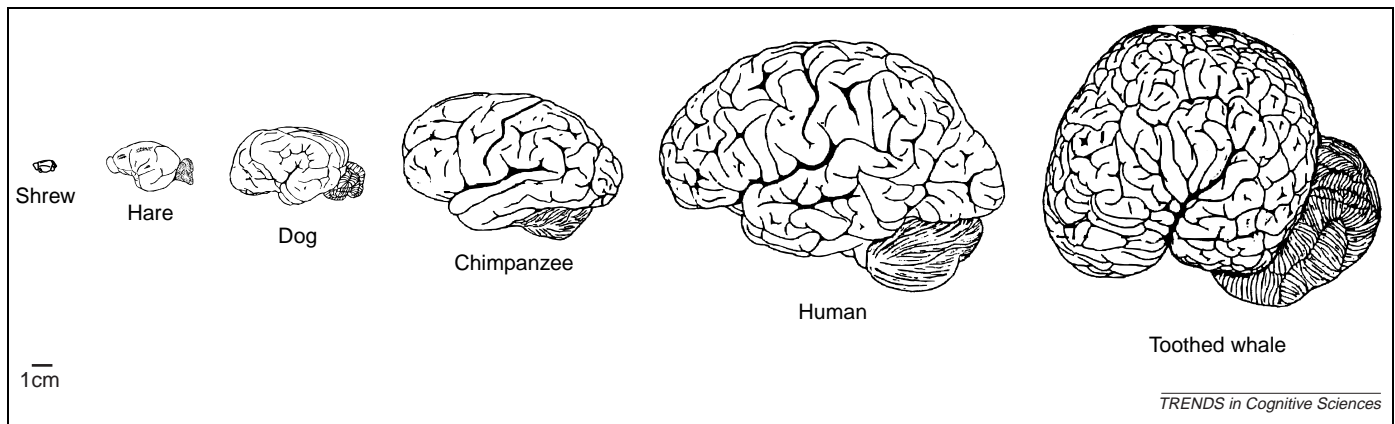 Shrew
Hare
Dog
Chimpanzee
Human
Toothed whale
1cm
TRENDS in Cognitive Sciences